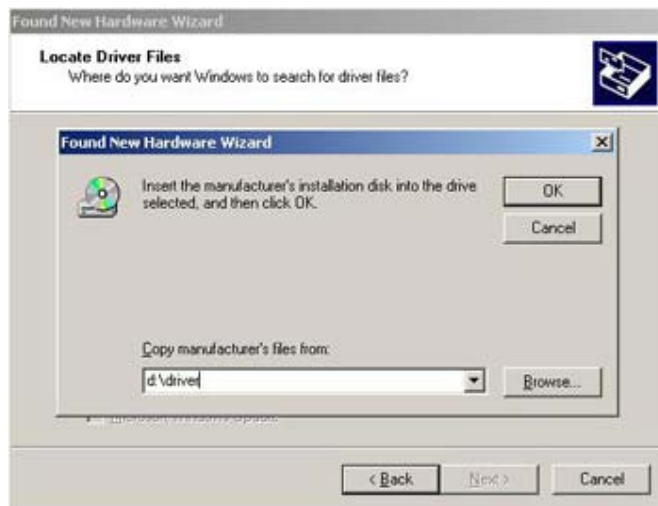 Found New Hardware Wizard
Locate Driver Files
Where do you want Windows to search for driver files?
Found New Hardware Wizard
Insert the manufacturer's installation disk into the drive
selected, and then click OK.
OK
Cancel
Copy manufacturer's files from:
d:\driver
Browse...
< Back
Next >
Cancel